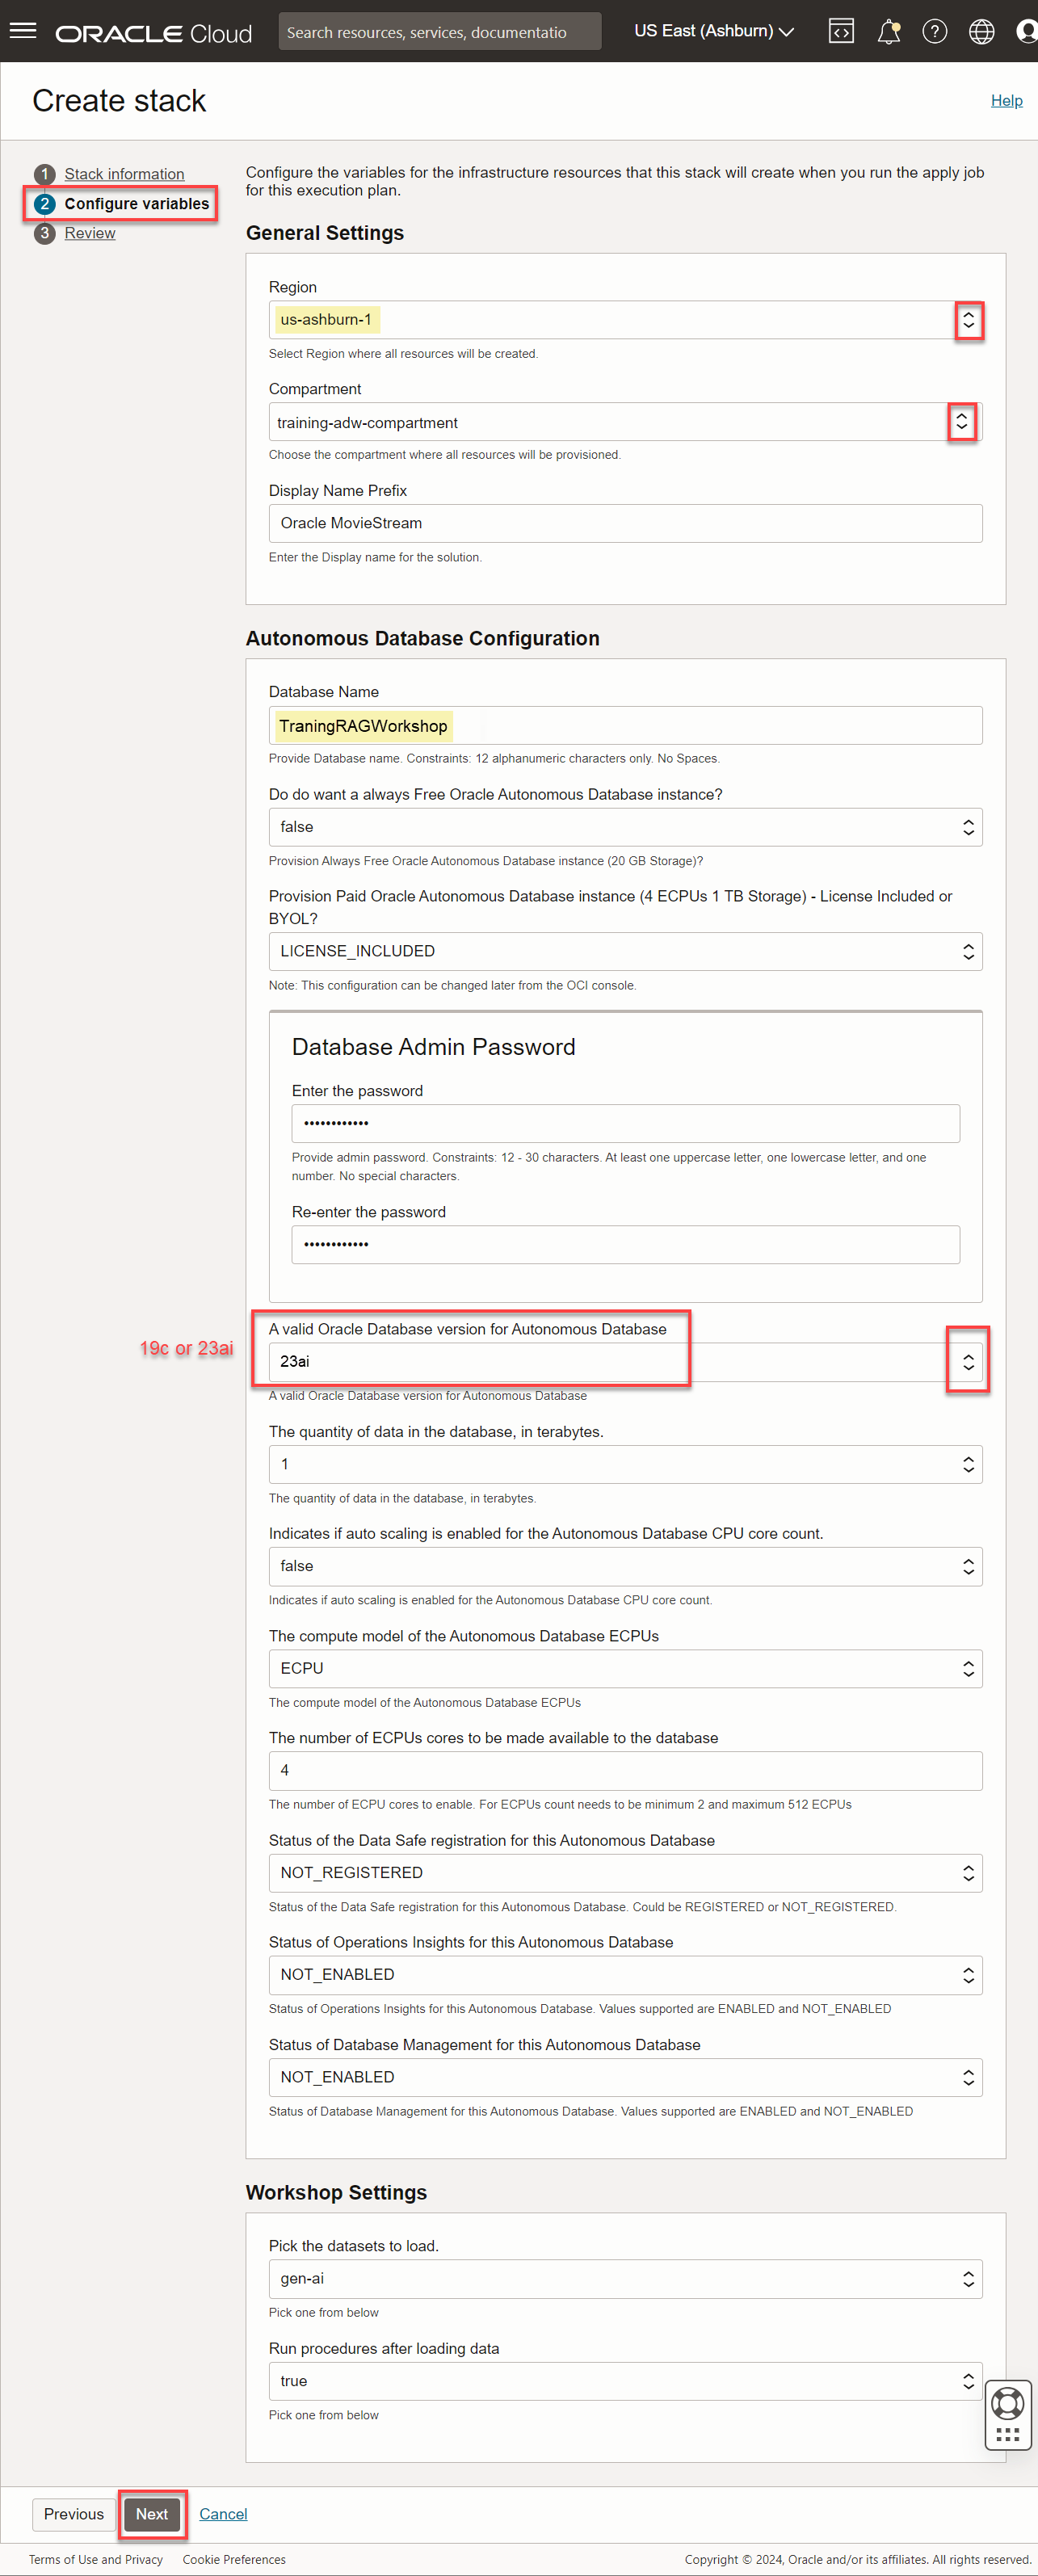 ORACLE Cloud
Search resources, services, documentatio
US East (Ashburn)
Create stack
Help
1 Stack information
2 Configure variables
3 Review
Configure the variables for the infrastructure resources that this stack will create when you run the apply job
for this execution plan.
General Settings
Region
us-ashburn-1
Select Region where all resources will be created.
Compartment
training-adw-compartment
Choose the compartment where all resources will be provisioned.
Display Name Prefix
Oracle MovieStream
Enter the Display name for the solution.
Autonomous Database Configuration
Database Name
TraningRAGWorkshop
Provide Database name. Constraints: 12 alphanumeric characters only. No Spaces.
Do do want a always Free Oracle Autonomous Database instance?
false
Provision Always Free Oracle Autonomous Database instance (20 GB Storage)?
Provision Paid Oracle Autonomous Database instance (4 ECPUs 1 TB Storage) - License Included or
BYOL?
LICENSE_INCLUDED
Note: This configuration can be changed later from the OCI console.
Database Admin Password
Enter the password
••••••••••••
Provide admin password. Constraints: 12 - 30 characters. At least one uppercase letter, one lowercase letter, and one
number. No special characters.
Re-enter the password
••••••••••••
19c or 23ai
A valid Oracle Database version for Autonomous Database
23ai
A valid Oracle Database version for Autonomous Database
The quantity of data in the database, in terabytes.
1
The quantity of data in the database, in terabytes.
Indicates if auto scaling is enabled for the Autonomous Database CPU core count.
false
Indicates if auto scaling is enabled for the Autonomous Database CPU core count.
The compute model of the Autonomous Database ECPUs
ECPU
The compute model of the Autonomous Database ECPUs
The number of ECPUs cores to be made available to the database
4
The number of ECPU cores to enable. For ECPUs count needs to be minimum 2 and maximum 512 ECPUs
Status of the Data Safe registration for this Autonomous Database
NOT_REGISTERED
Status of the Data Safe registration for this Autonomous Database. Could be REGISTERED or NOT_REGISTERED.
Status of Operations Insights for this Autonomous Database
NOT_ENABLED
Status of Operations Insights for this Autonomous Database. Values supported are ENABLED and NOT_ENABLED
Status of Database Management for this Autonomous Database
NOT_ENABLED
Status of Database Management for this Autonomous Database. Values supported are ENABLED and NOT_ENABLED
Workshop Settings
Pick the datasets to load.
gen-ai
Pick one from below
Run procedures after loading data
true
Pick one from below
Previous Next Cancel
Terms of Use and Privacy Cookie Preferences Copyright © 2024, Oracle and/or its affiliates. All rights reserved.